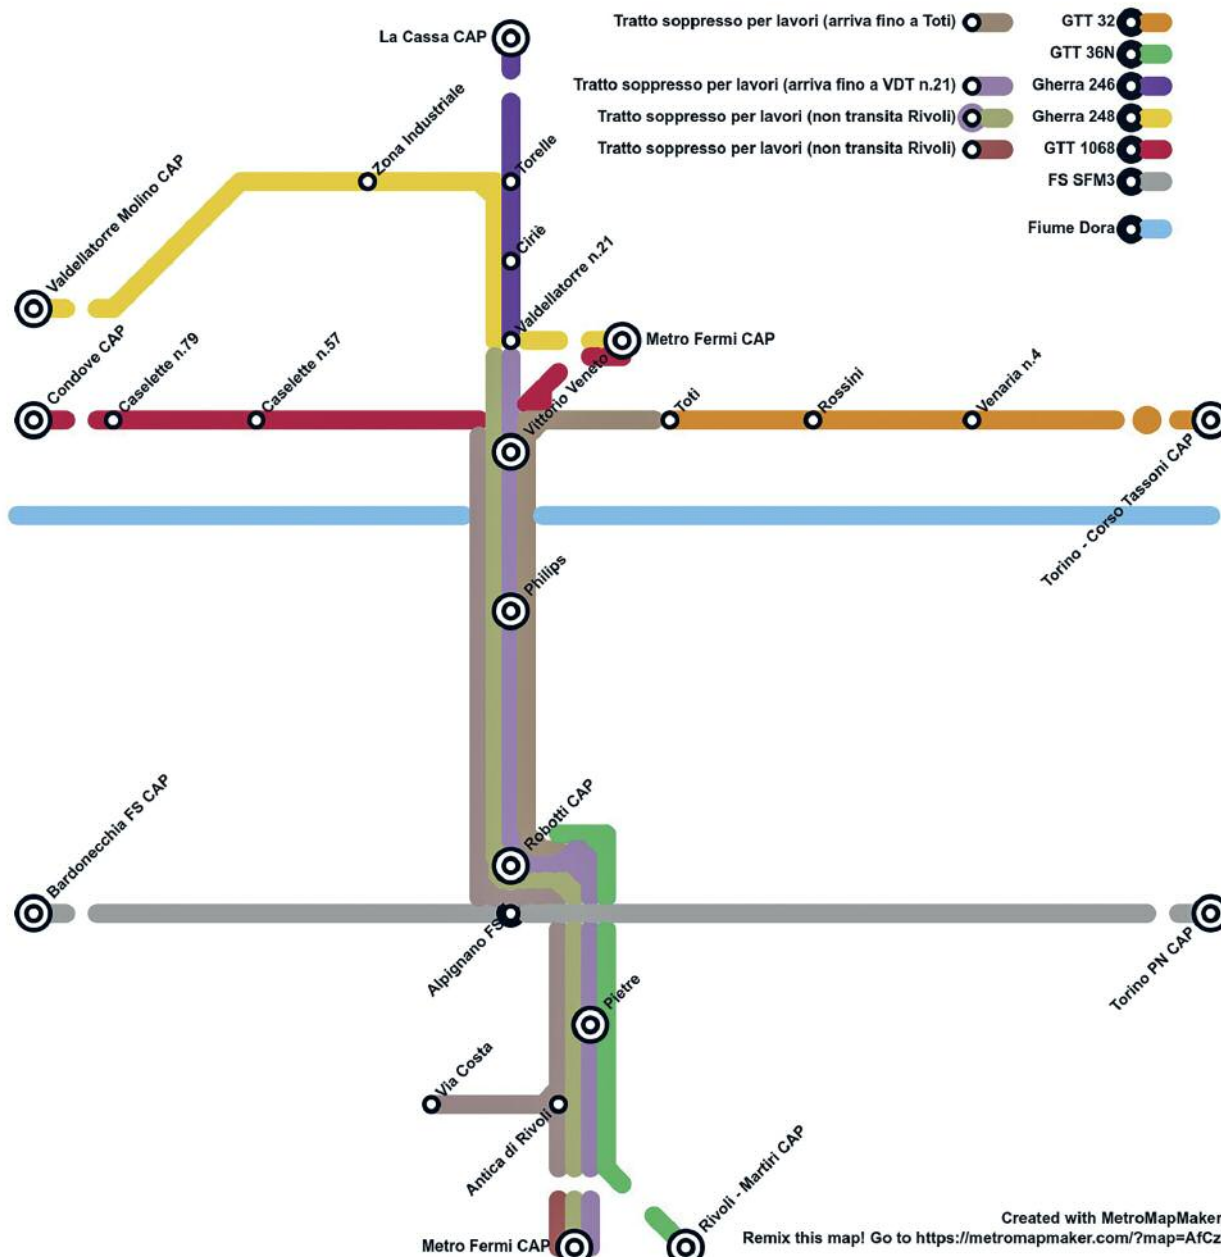 La Cassa CAP
Tratto soppresso per lavori (arriva fino a Toti)
GTT 32
GTT 36N
Tratto soppresso per lavori (arriva fino a VDT n.21)
Gherra 246
Tratto soppresso per lavori (non transita Rivoli)
Gherra 248
Tratto soppresso per lavori (non transita Rivoli)
GTT 1068
FS SFM3
Fiume Dora
Valdellatorre Molino CAP
Zona Industriale
Torelle
Ciriè
Valdellatorre n.21
Metro Fermi CAP
Condove CAP
Caselette n.79
Caselette n.57
Vittorio Veneto
Toti
Rossini
Venaria n.4
Torino - Corso Tassoni CAP
Philips
Robotti CAP
Bardonecchia FS CAP
Alpignano FS
Torino PN CAP
Pietre
Via Costa
Antica di Rivoli
Rivoli - Martiri CAP
Metro Fermi CAP
Created with MetroMapMaker
Remix this map! Go to https://metromapmaker.com/?map=AfCz